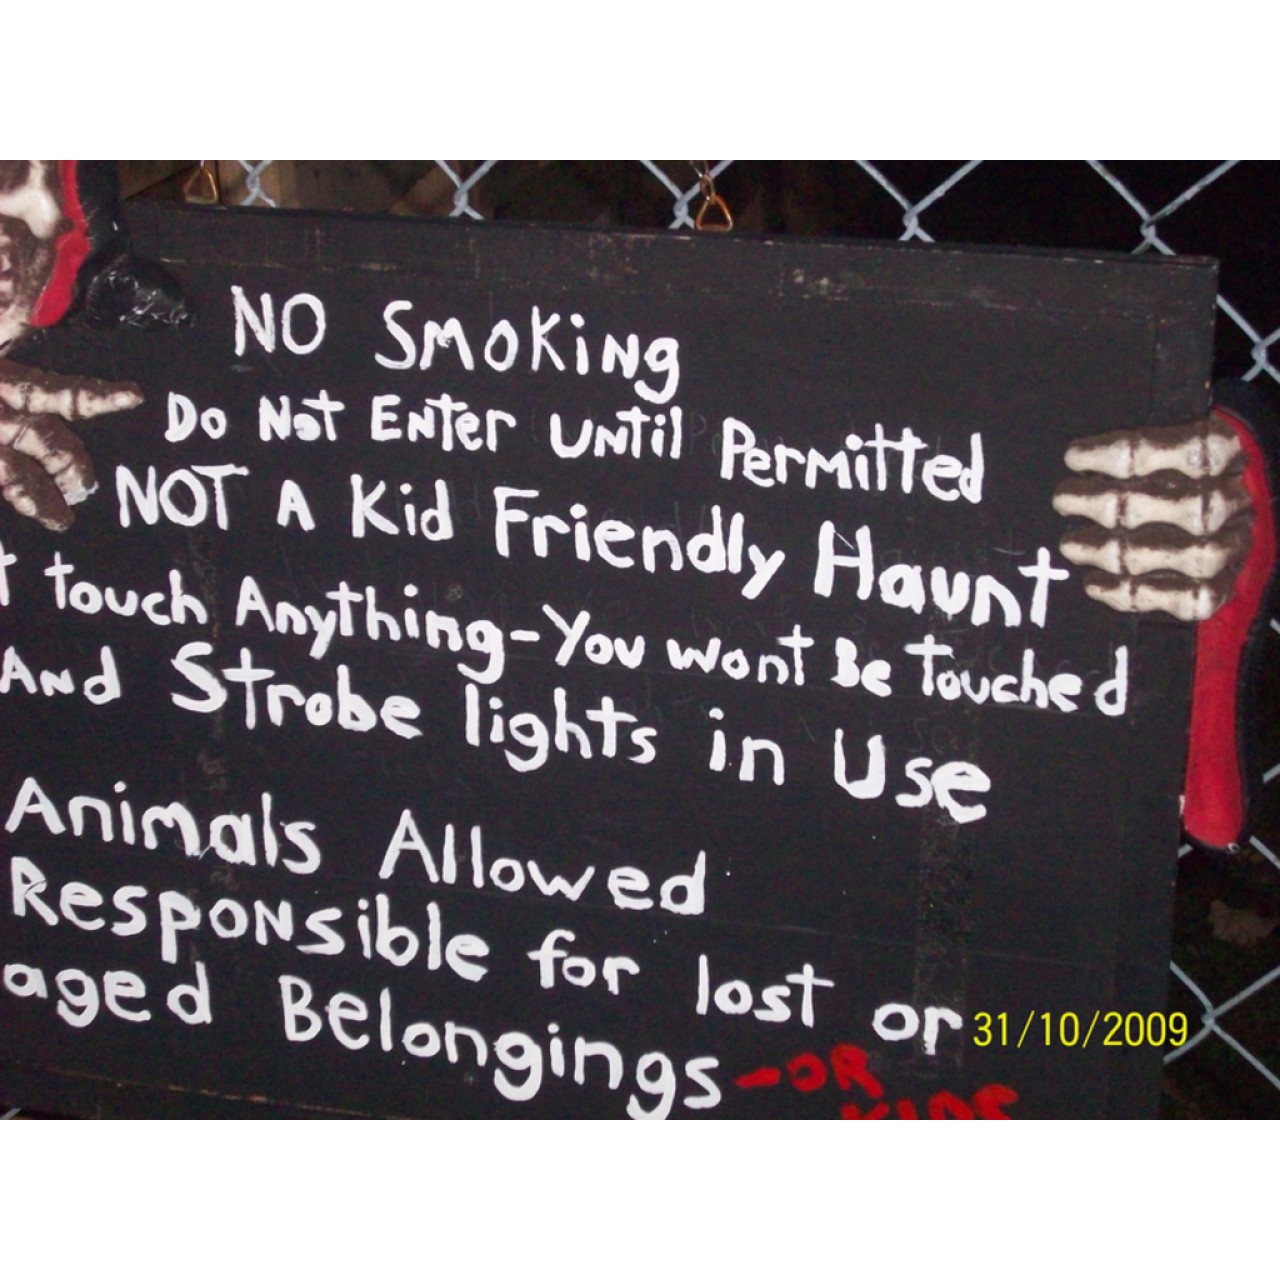 NO SMOKiNg
Do Not ENter UNtil Permitted
NOT A Kid Friendly Haunt
t touch Anything-You wont Be Touched
ANd Strobe lights in Use
Animals Allowed
ResponsiblE for lost or
aged Belongings -OR
KIDS
31/10/2009